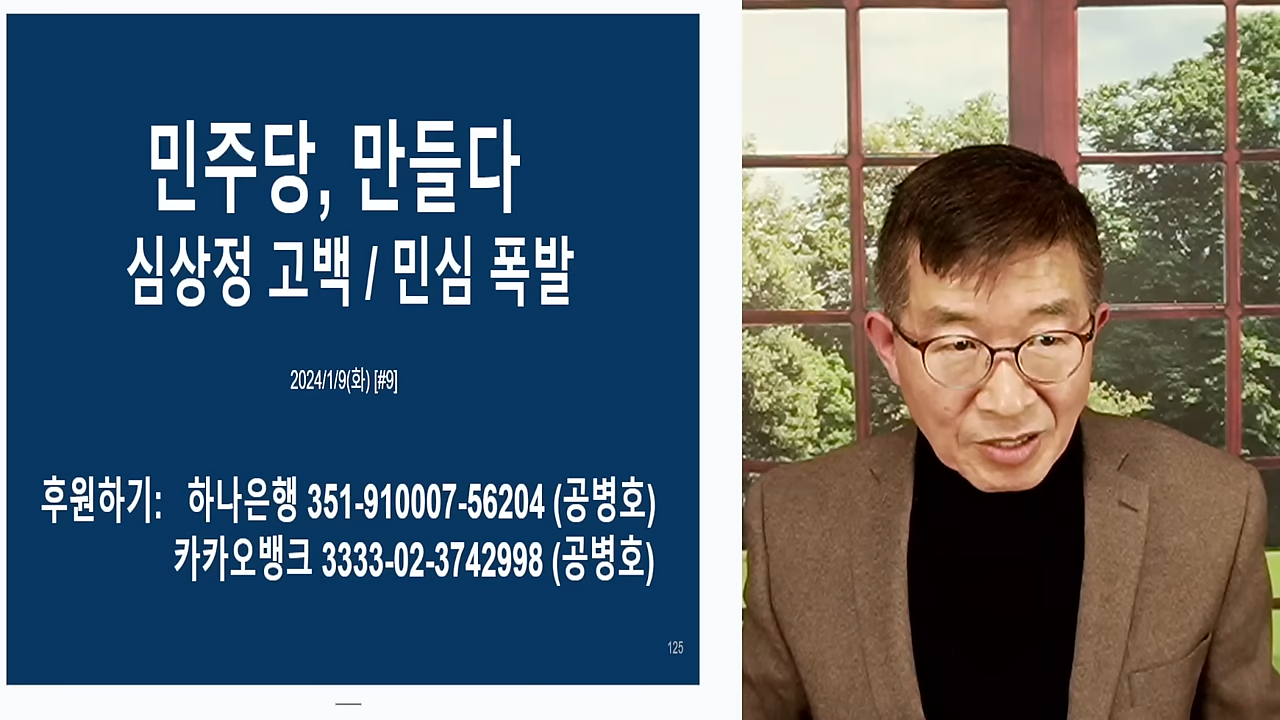 민주당, 만들다
심상정 고백 / 민심 폭발
2024/1/9(화) [#9]
후원하기: 하나은행 351-910007-56204 (공병호)
카카오뱅크 3333-02-3742998 (공병호)
125